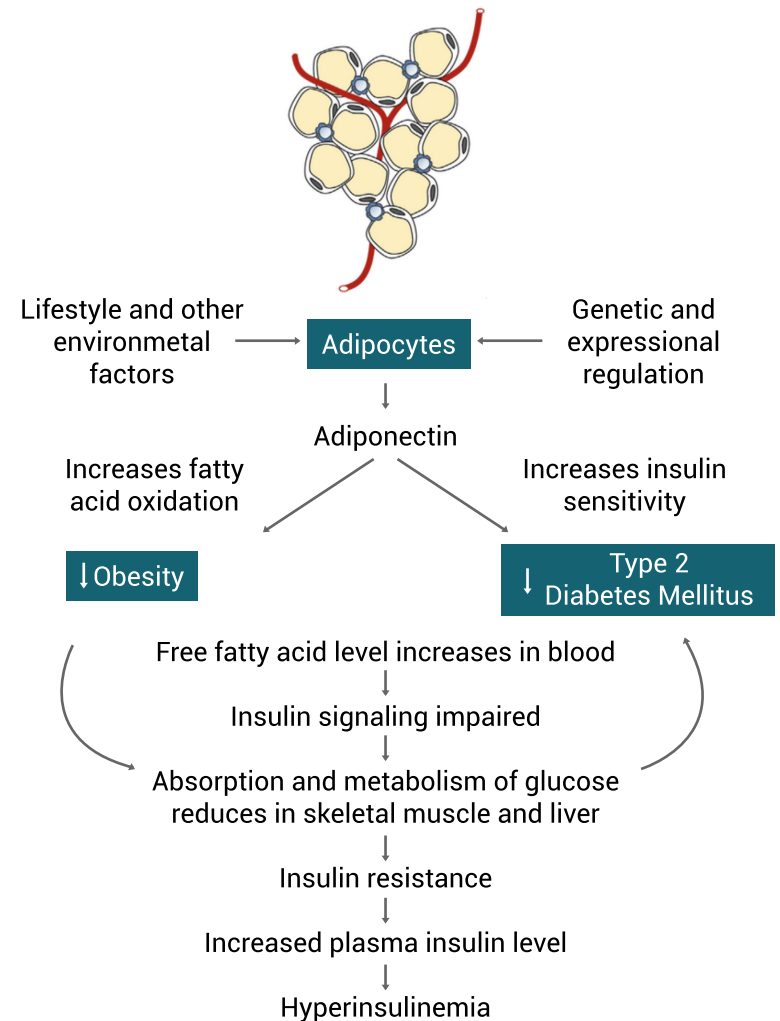 Lifestyle and other
environmetal
factors
Adipocytes
Genetic and
expressional
regulation
Adiponectin
Increases fatty
acid oxidation
Increases insulin
sensitivity
↓ Obesity
↓ Type 2
Diabetes Mellitus
Free fatty acid level increases in blood
Insulin signaling impaired
Absorption and metabolism of glucose
reduces in skeletal muscle and liver
Insulin resistance
Increased plasma insulin level
Hyperinsulinemia